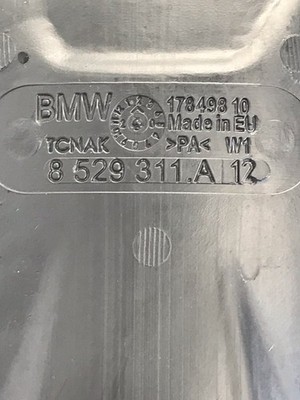 BMW 178498 10
Made in EU
TCNAK >PA< W1
8 529 311.A 12